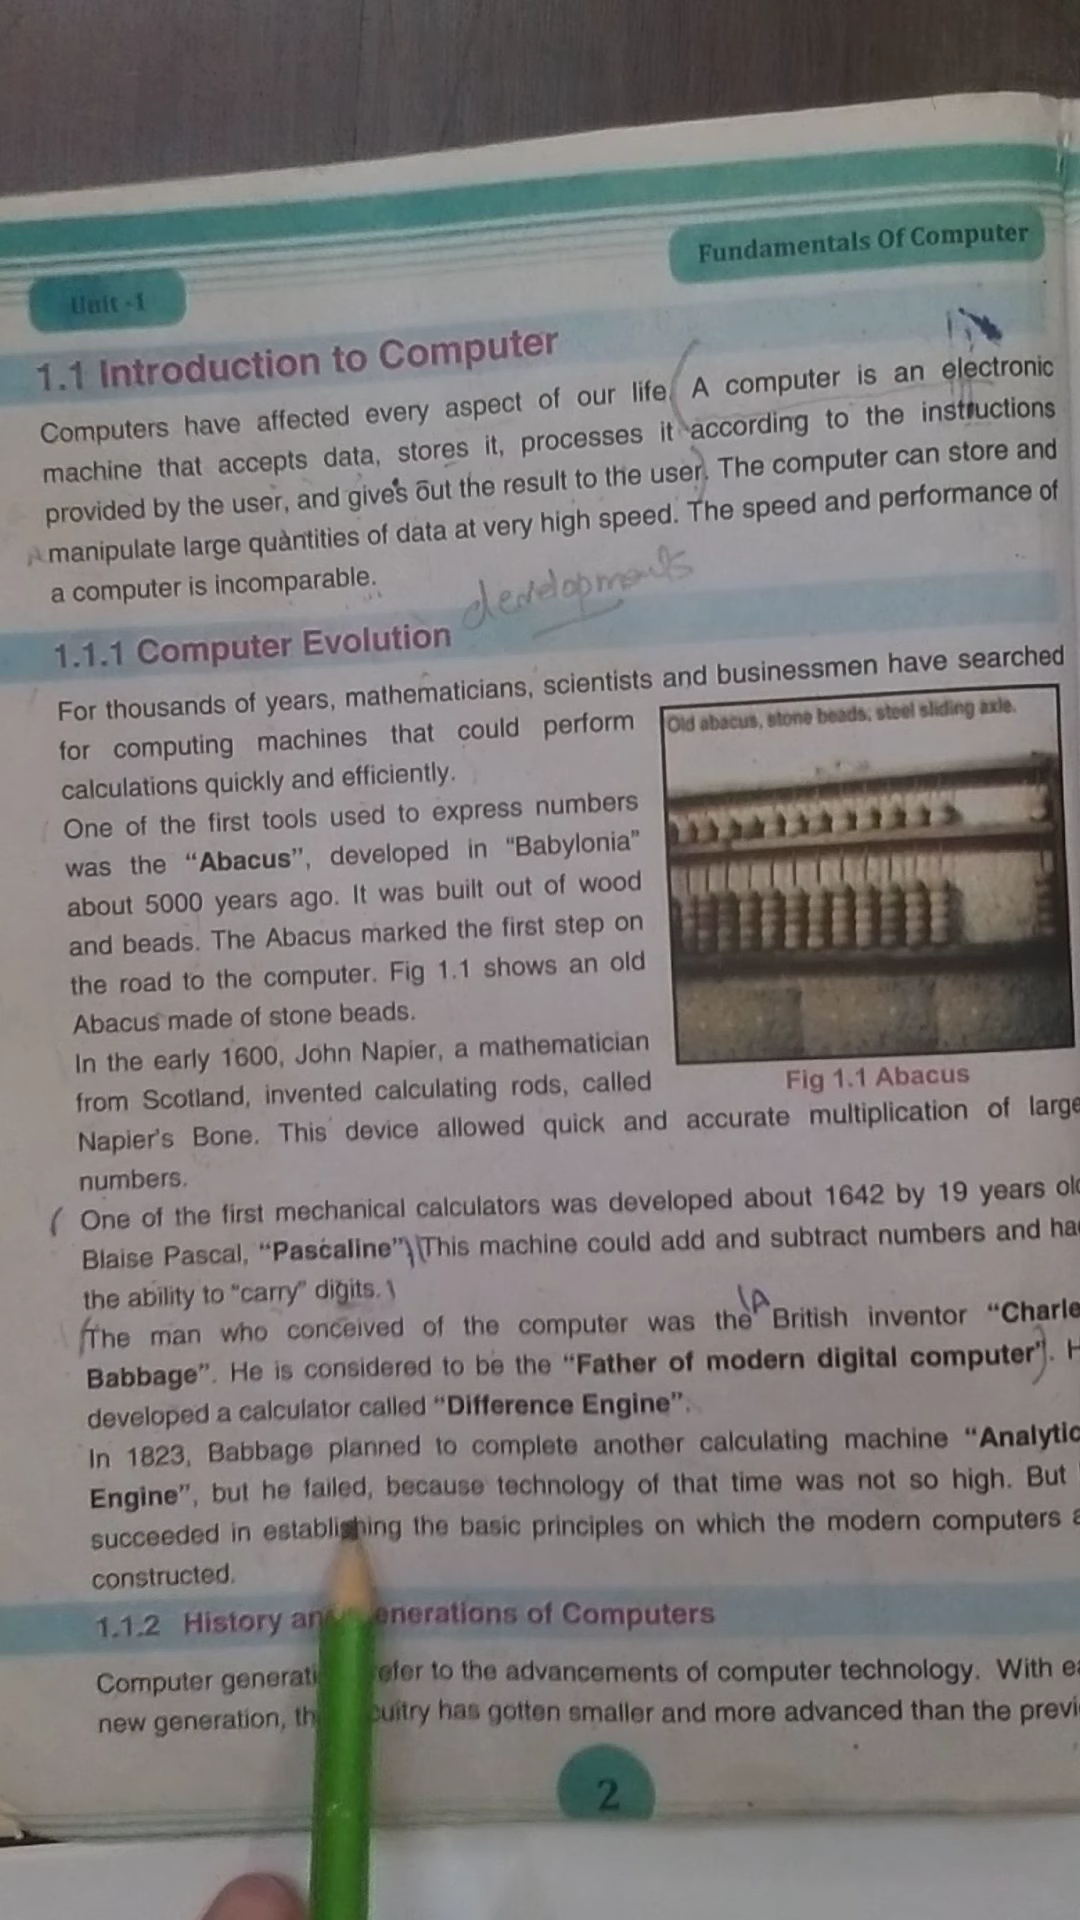 Fundamentals Of Computer
Unit -1
1.1 Introduction to Computer
Computers have affected every aspect of our life. A computer is an electronic
machine that accepts data, stores it, processes it according to the instructions
provided by the user, and gives out the result to the user. The computer can store and
manipulate large quantities of data at very high speed. The speed and performance of
a computer is incomparable.
developments
1.1.1 Computer Evolution
For thousands of years, mathematicians, scientists and businessmen have searched
for computing machines that could perform
calculations quickly and efficiently.
One of the first tools used to express numbers
was the “Abacus”, developed in “Babylonia”
about 5000 years ago. It was built out of wood
and beads. The Abacus marked the first step on
the road to the computer. Fig 1.1 shows an old
Abacus made of stone beads.
In the early 1600, John Napier, a mathematician
from Scotland, invented calculating rods, called
Old abacus, stone beads, steel sliding axle.
Fig 1.1 Abacus
Napier's Bone. This device allowed quick and accurate multiplication of large
numbers.
One of the first mechanical calculators was developed about 1642 by 19 years old
Blaise Pascal, “Pascaline”. This machine could add and subtract numbers and ha
the ability to “carry” digits.
The man who conceived of the computer was the British inventor “Charle
Babbage”. He is considered to be the “Father of modern digital computer”. H
developed a calculator called “Difference Engine”.
In 1823, Babbage planned to complete another calculating machine “Analytic
Engine”, but he failed, because technology of that time was not so high. But
succeeded in establishing the basic principles on which the modern computers a
constructed.
1.1.2 History an enerations of Computers
Computer generati efer to the advancements of computer technology. With ea
new generation, th cuitry has gotten smaller and more advanced than the previ
2